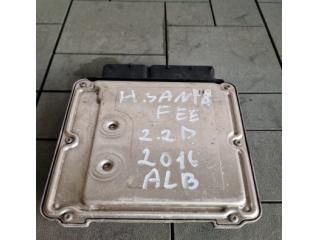 H.SANTA
FEE
2.2D
2016
ALB